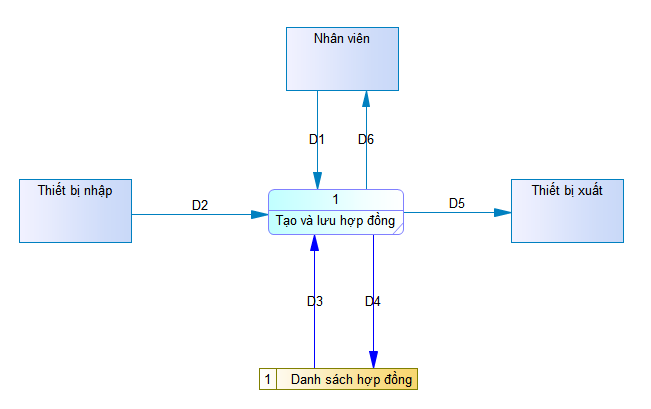 Nhân viên
D1
D6
Thiết bị nhập
D2
1
Tạo và lưu hợp đồng
D5
Thiết bị xuất
D3
D4
1 Danh sách hợp đồng